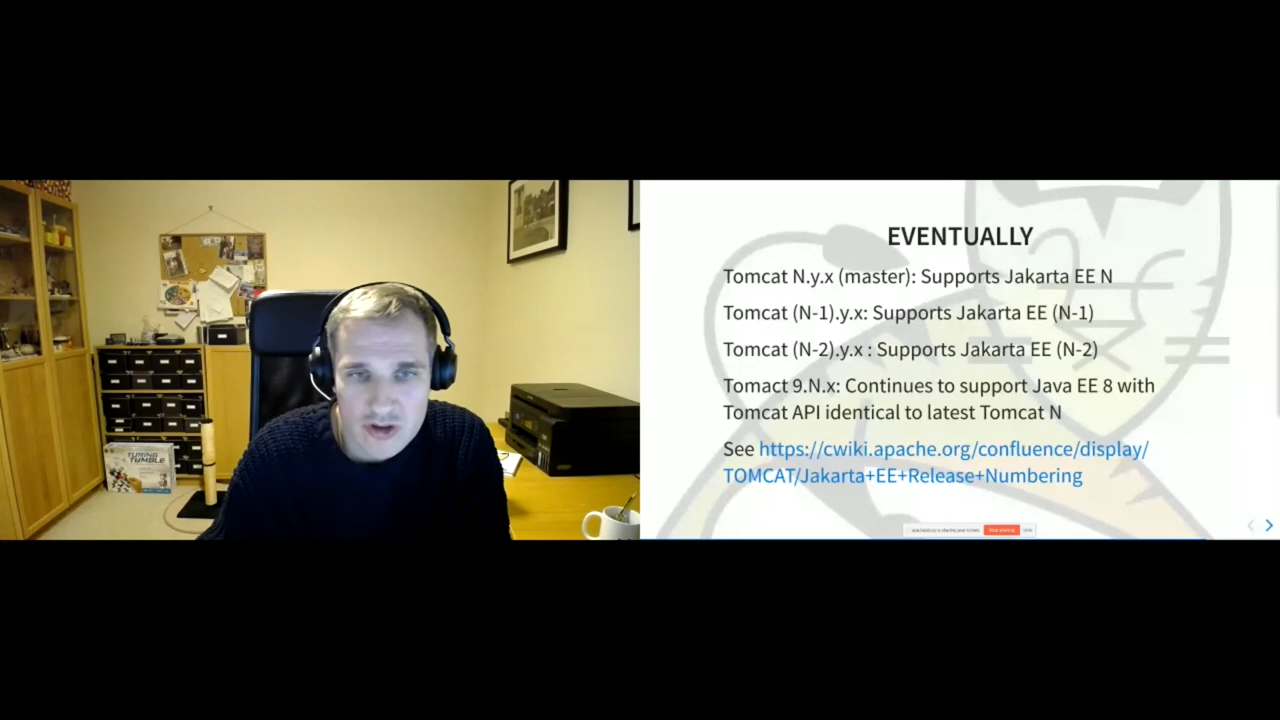 EVENTUALLY
Tomcat N.y.x (master): Supports Jakarta EE N
Tomcat (N-1).y.x: Supports Jakarta EE (N-1)
Tomcat (N-2).y.x : Supports Jakarta EE (N-2)
Tomact 9.N.x: Continues to support Java EE 8 with
Tomcat API identical to latest Tomcat N
See https://cwiki.apache.org/confluence/display/
TOMCAT/Jakarta+EE+Release+Numbering
TURING
TUMBLE